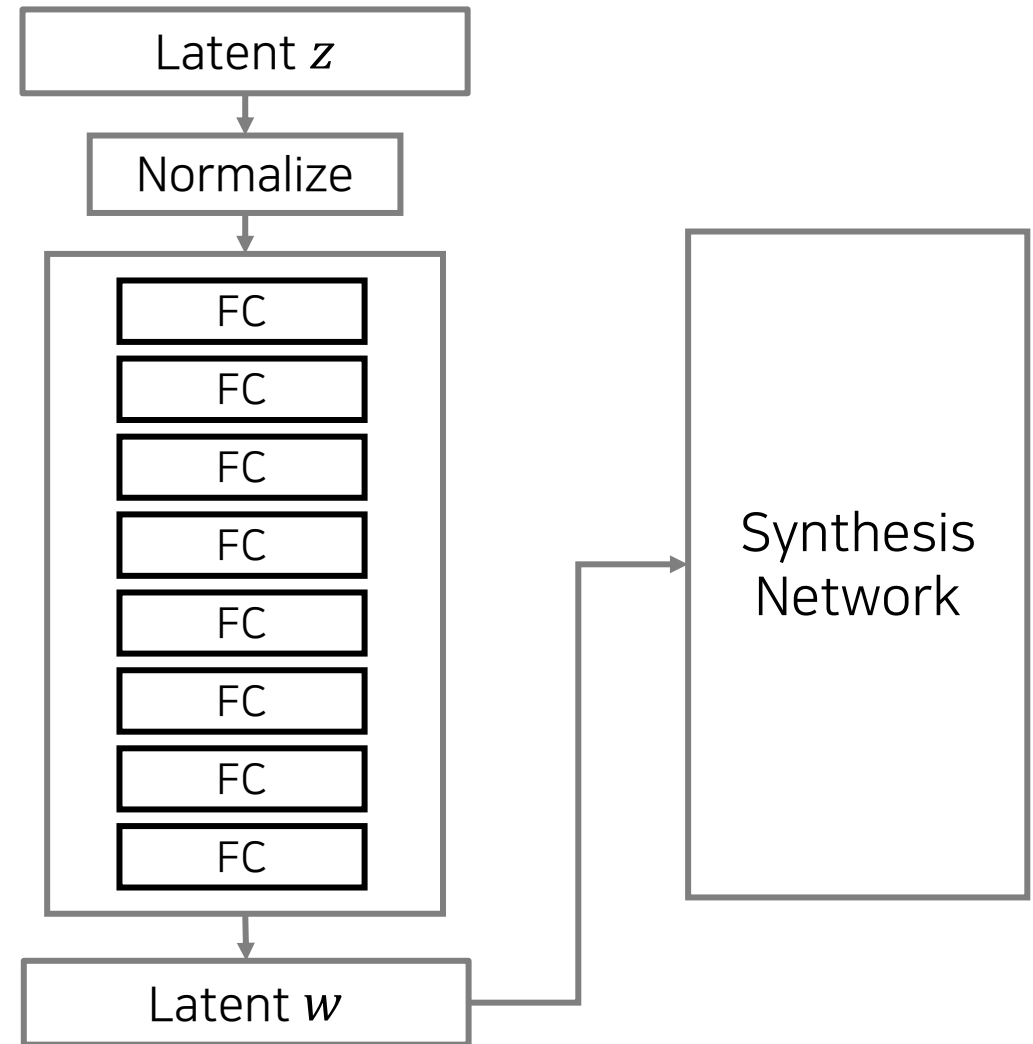 Latent z
Normalize
FC
FC
FC
FC
FC
FC
FC
FC
Latent w
Synthesis
Network